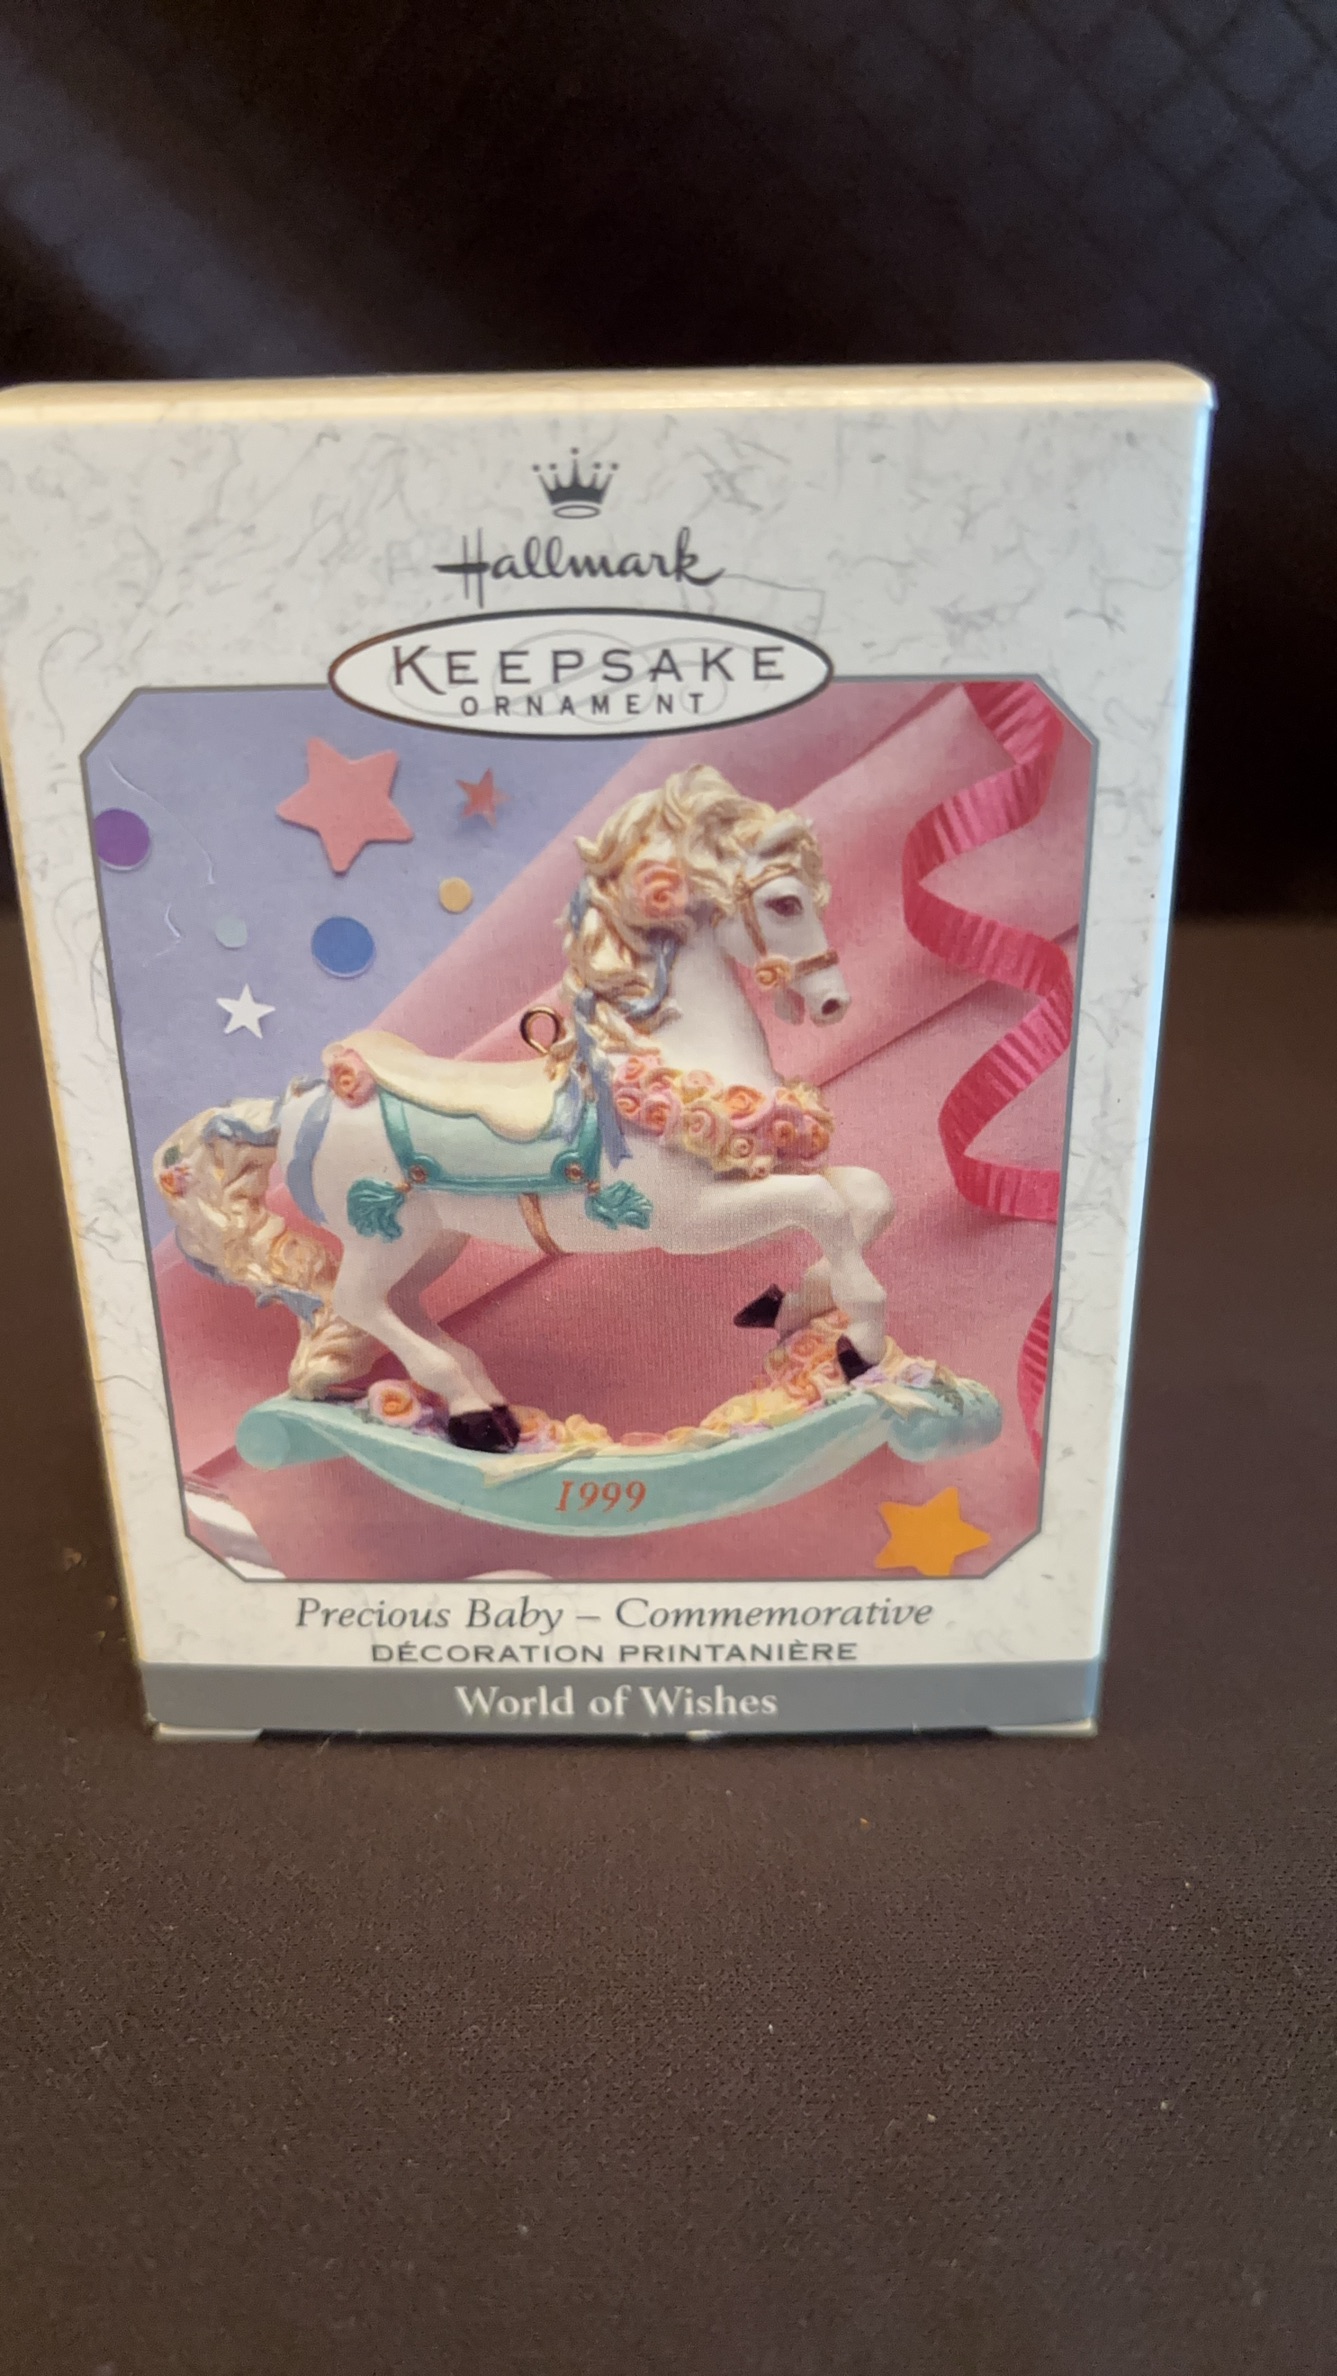 Hallmark
KEEPSAKE
ORNAMENT
1999
Precious Baby – Commemorative
DÉCORATION PRINTANIÈRE
World of Wishes